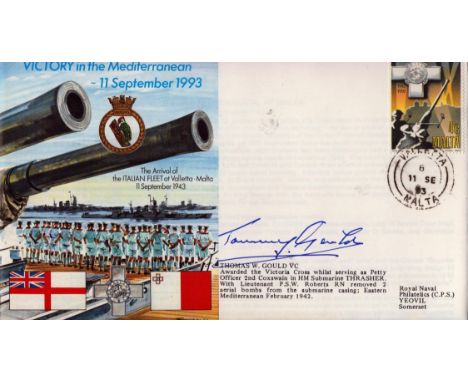 VICTORY in the Mediterranean
~ 11 September 1993
The Arrival of
the ITALIAN FLEET at Valletta · Malta
11 September 1943
MALTA
VALLETTA
6
11 SE
93
MALTA
Tommy Gould
THOMAS W. GOULD VC
Awarded the Victoria Cross whilst serving as Petty
Officer 2nd Coxswain in HM Submarine THRASHER.
With Lieutenant P.S.W. Roberts RN removed 2
aerial bombs from the submarine casing; Eastern
Mediterranean February 1942.
Royal Naval
Philatelics (C.P.S.)
YEOVIL
Somerset